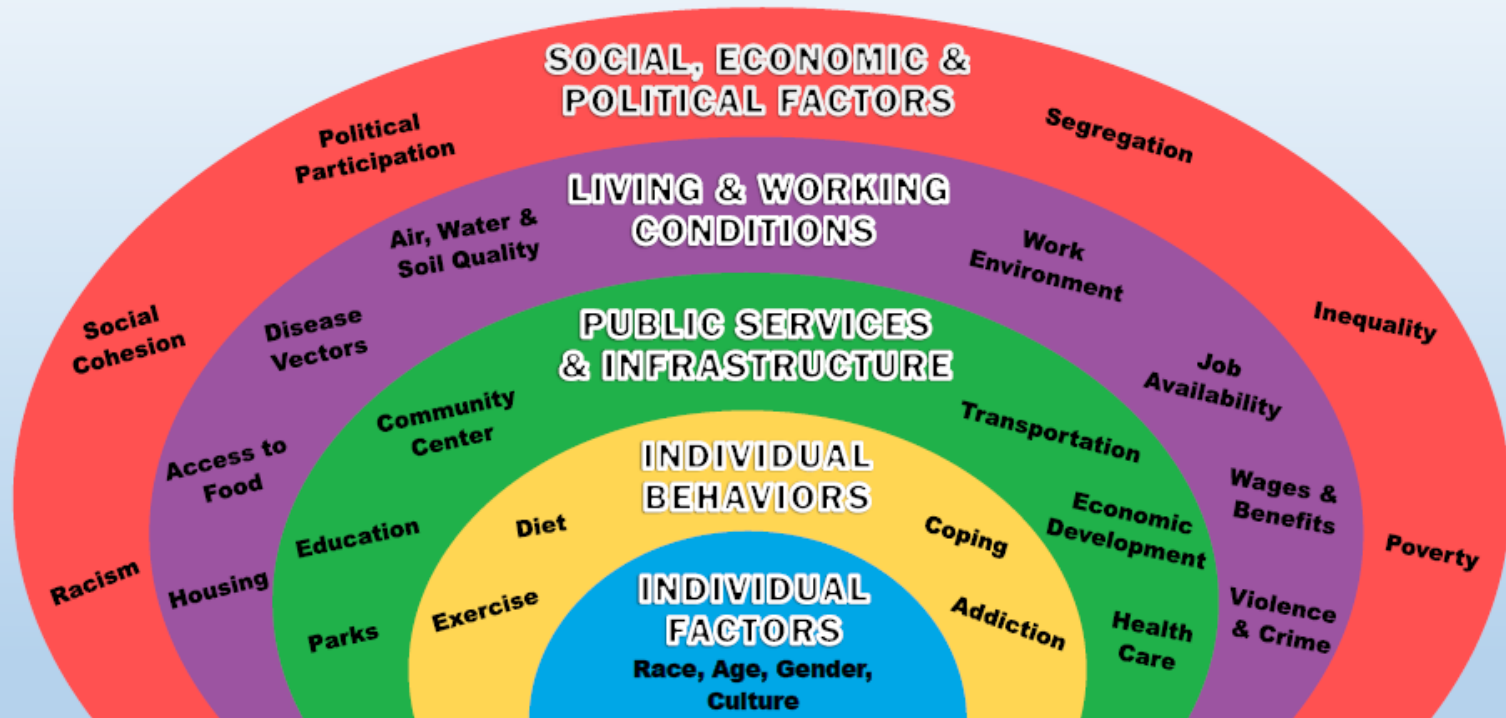 SOCIAL, ECONOMIC &
POLITICAL FACTORS
Political
Participation
Segregation
Social
Cohesion
Inequality
Racism
Poverty
LIVING & WORKING
CONDITIONS
Air, Water &
Soil Quality
Work
Environment
Disease
Vectors
Job
Availability
Access to
Food
Wages &
Benefits
Housing
Violence
& Crime
PUBLIC SERVICES
& INFRASTRUCTURE
Community
Center
Transportation
Education
Economic
Development
Parks
Health
Care
INDIVIDUAL
BEHAVIORS
Diet
Coping
Exercise
Addiction
INDIVIDUAL
FACTORS
Race, Age, Gender,
Culture